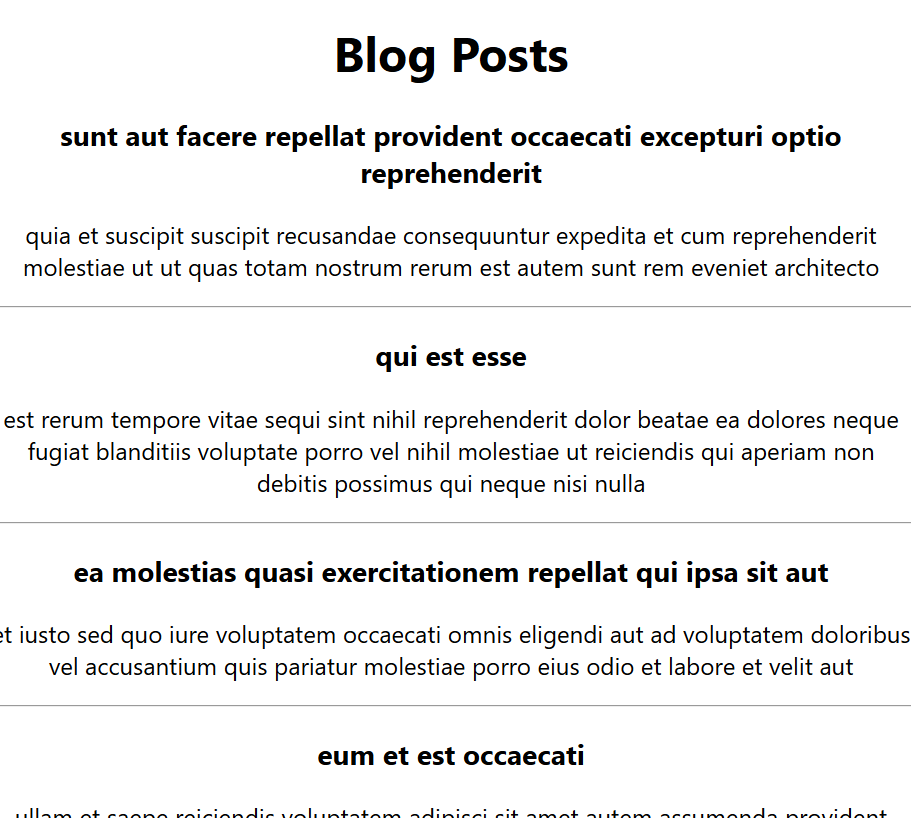 Blog Posts
sunt aut facere repellat provident occaecati excepturi optio
reprehenderit
quia et suscipit suscipit recusandae consequuntur expedita et cum reprehenderit
molestiae ut ut quas totam nostrum rerum est autem sunt rem eveniet architecto
qui est esse
est rerum tempore vitae sequi sint nihil reprehenderit dolor beatae ea dolores neque
fugiat blanditiis voluptate porro vel nihil molestiae ut reiciendis qui aperiam non
debitis possimus qui neque nisi nulla
ea molestias quasi exercitationem repellat qui ipsa sit aut
et iusto sed quo iure voluptatem occaecati omnis eligendi aut ad voluptatem doloribus
vel accusantium quis pariatur molestiae porro eius odio et labore et velit aut
eum et est occaecati
ullam et saepe reiciendis voluptatem adipisci sit amet autem assumenda provident